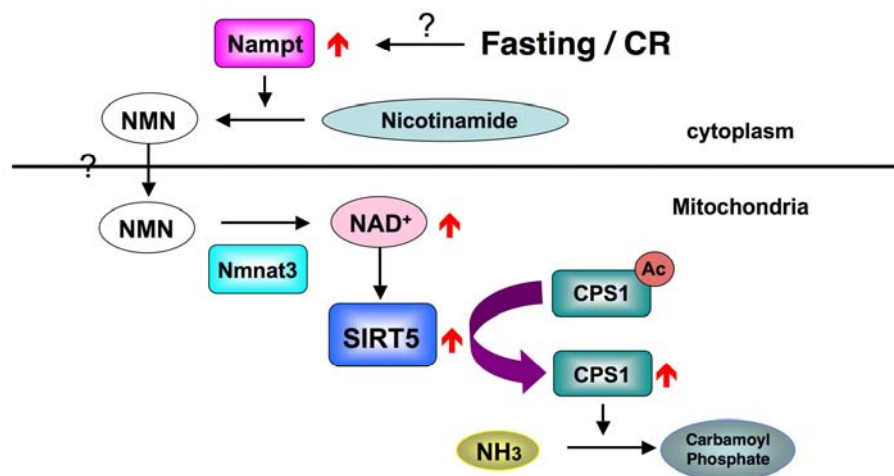 ?
Nampt
Fasting / CR
NMN
Nicotinamide
cytoplasm
?
Mitochondria
NMN
NAD⁺
Nmnat3
Ac
CPS1
SIRT5
CPS1
NH₃
Carbamoyl
Phosphate